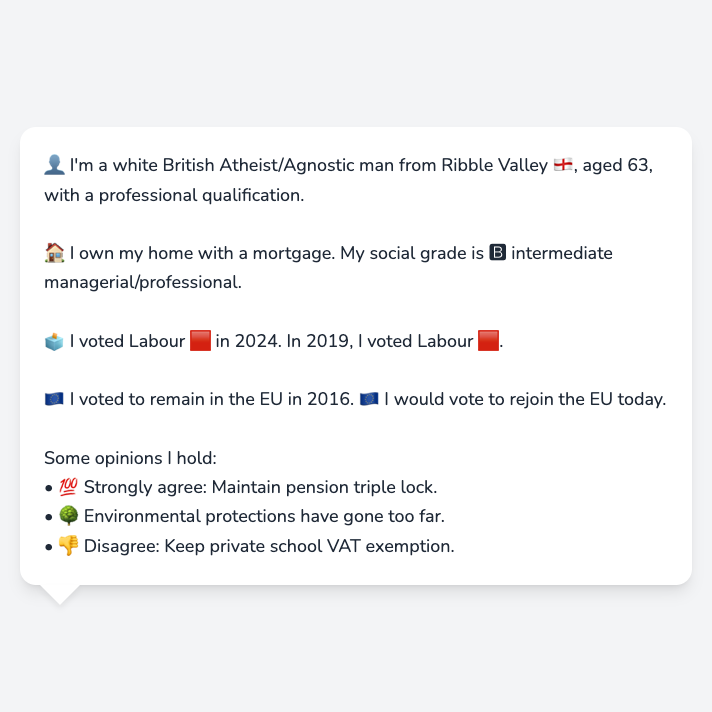 👤 I'm a white British Atheist/Agnostic man from Ribble Valley 🏴󠁧󠁢󠁥󠁮󠁧󠁿, aged 63,
with a professional qualification.
🏠 I own my home with a mortgage. My social grade is 🅱 intermediate
managerial/professional.
🗳️ I voted Labour 🟥 in 2024. In 2019, I voted Labour 🟥.
🇪🇺 I voted to remain in the EU in 2016. 🇪🇺 I would vote to rejoin the EU today.
Some opinions I hold:
• 💯 Strongly agree: Maintain pension triple lock.
• 🌳 Environmental protections have gone too far.
• 👎 Disagree: Keep private school VAT exemption.